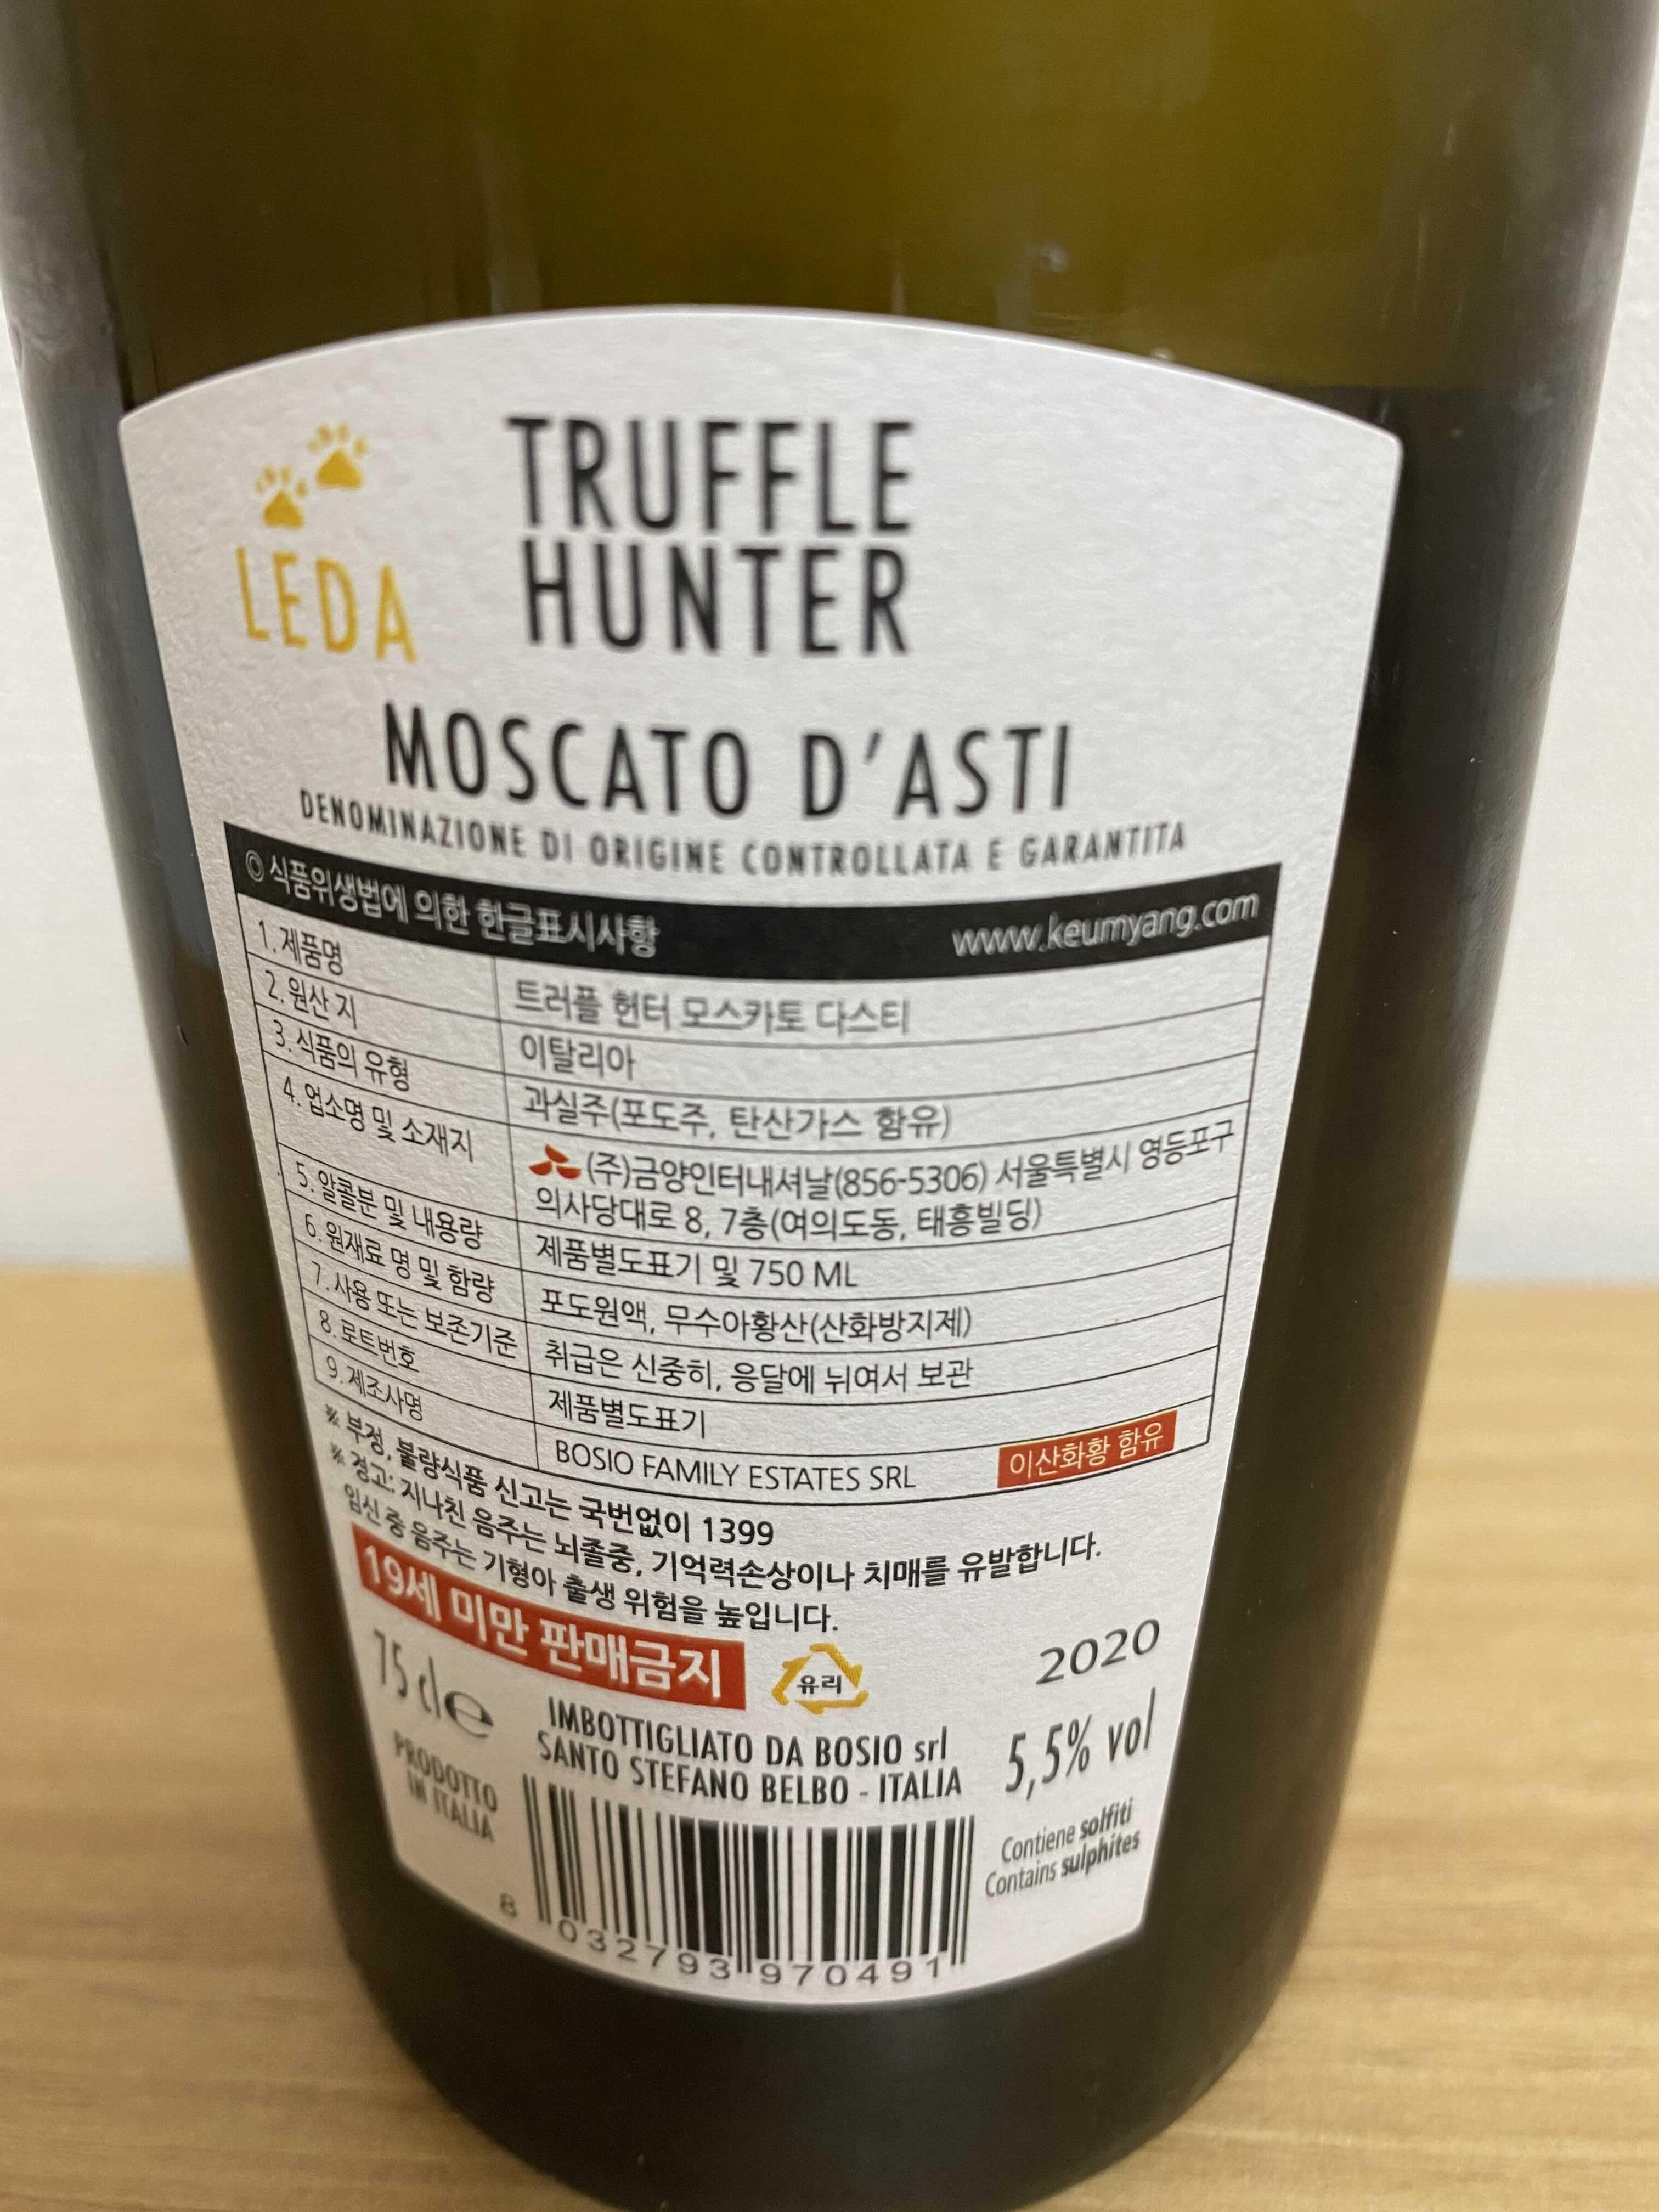 LEDA
TRUFFLE
HUNTER
MOSCATO D'ASTI
DENOMINAZIONE DI ORIGINE CONTROLLATA E GARANTITA
◎ 식품위생법에 의한 한글표시사항 www.keumyang.com
1. 제품명 트러플 헌터 모스카토 다스티
2. 원산 지 이탈리아
3. 식품의 유형 과실주(포도주, 탄산가스 함유)
4. 업소명 및 소재지 (주)금양인터내셔날(856-5306) 서울특별시 영등포구
의사당대로 8, 7층(여의도동, 태흥빌딩)
5. 알콜분 및 내용량 제품별도표기 및 750 ML
6. 원재료 명 및 함량 포도원액, 무수아황산(산화방지제)
7. 사용 또는 보존기준 취급은 신중히, 응달에 뉘여서 보관
8. 로트번호 제품별도표기
9. 제조사명 BOSIO FAMILY ESTATES SRL 이산화황 함유
※ 부정, 불량식품 신고는 국번없이 1399
※ 경고: 지나친 음주는 뇌졸중, 기억력손상이나 치매를 유발합니다.
임신 중 음주는 기형아 출생 위험을 높입니다.
19세 미만 판매금지 유리 2020
75 cl e IMBOTTIGLIATO DA BOSIO srl 5,5% vol
SANTO STEFANO BELBO - ITALIA
PRODOTTO
IN ITALIA
Contiene solfiti
Contains sulphites
8 032793 970491